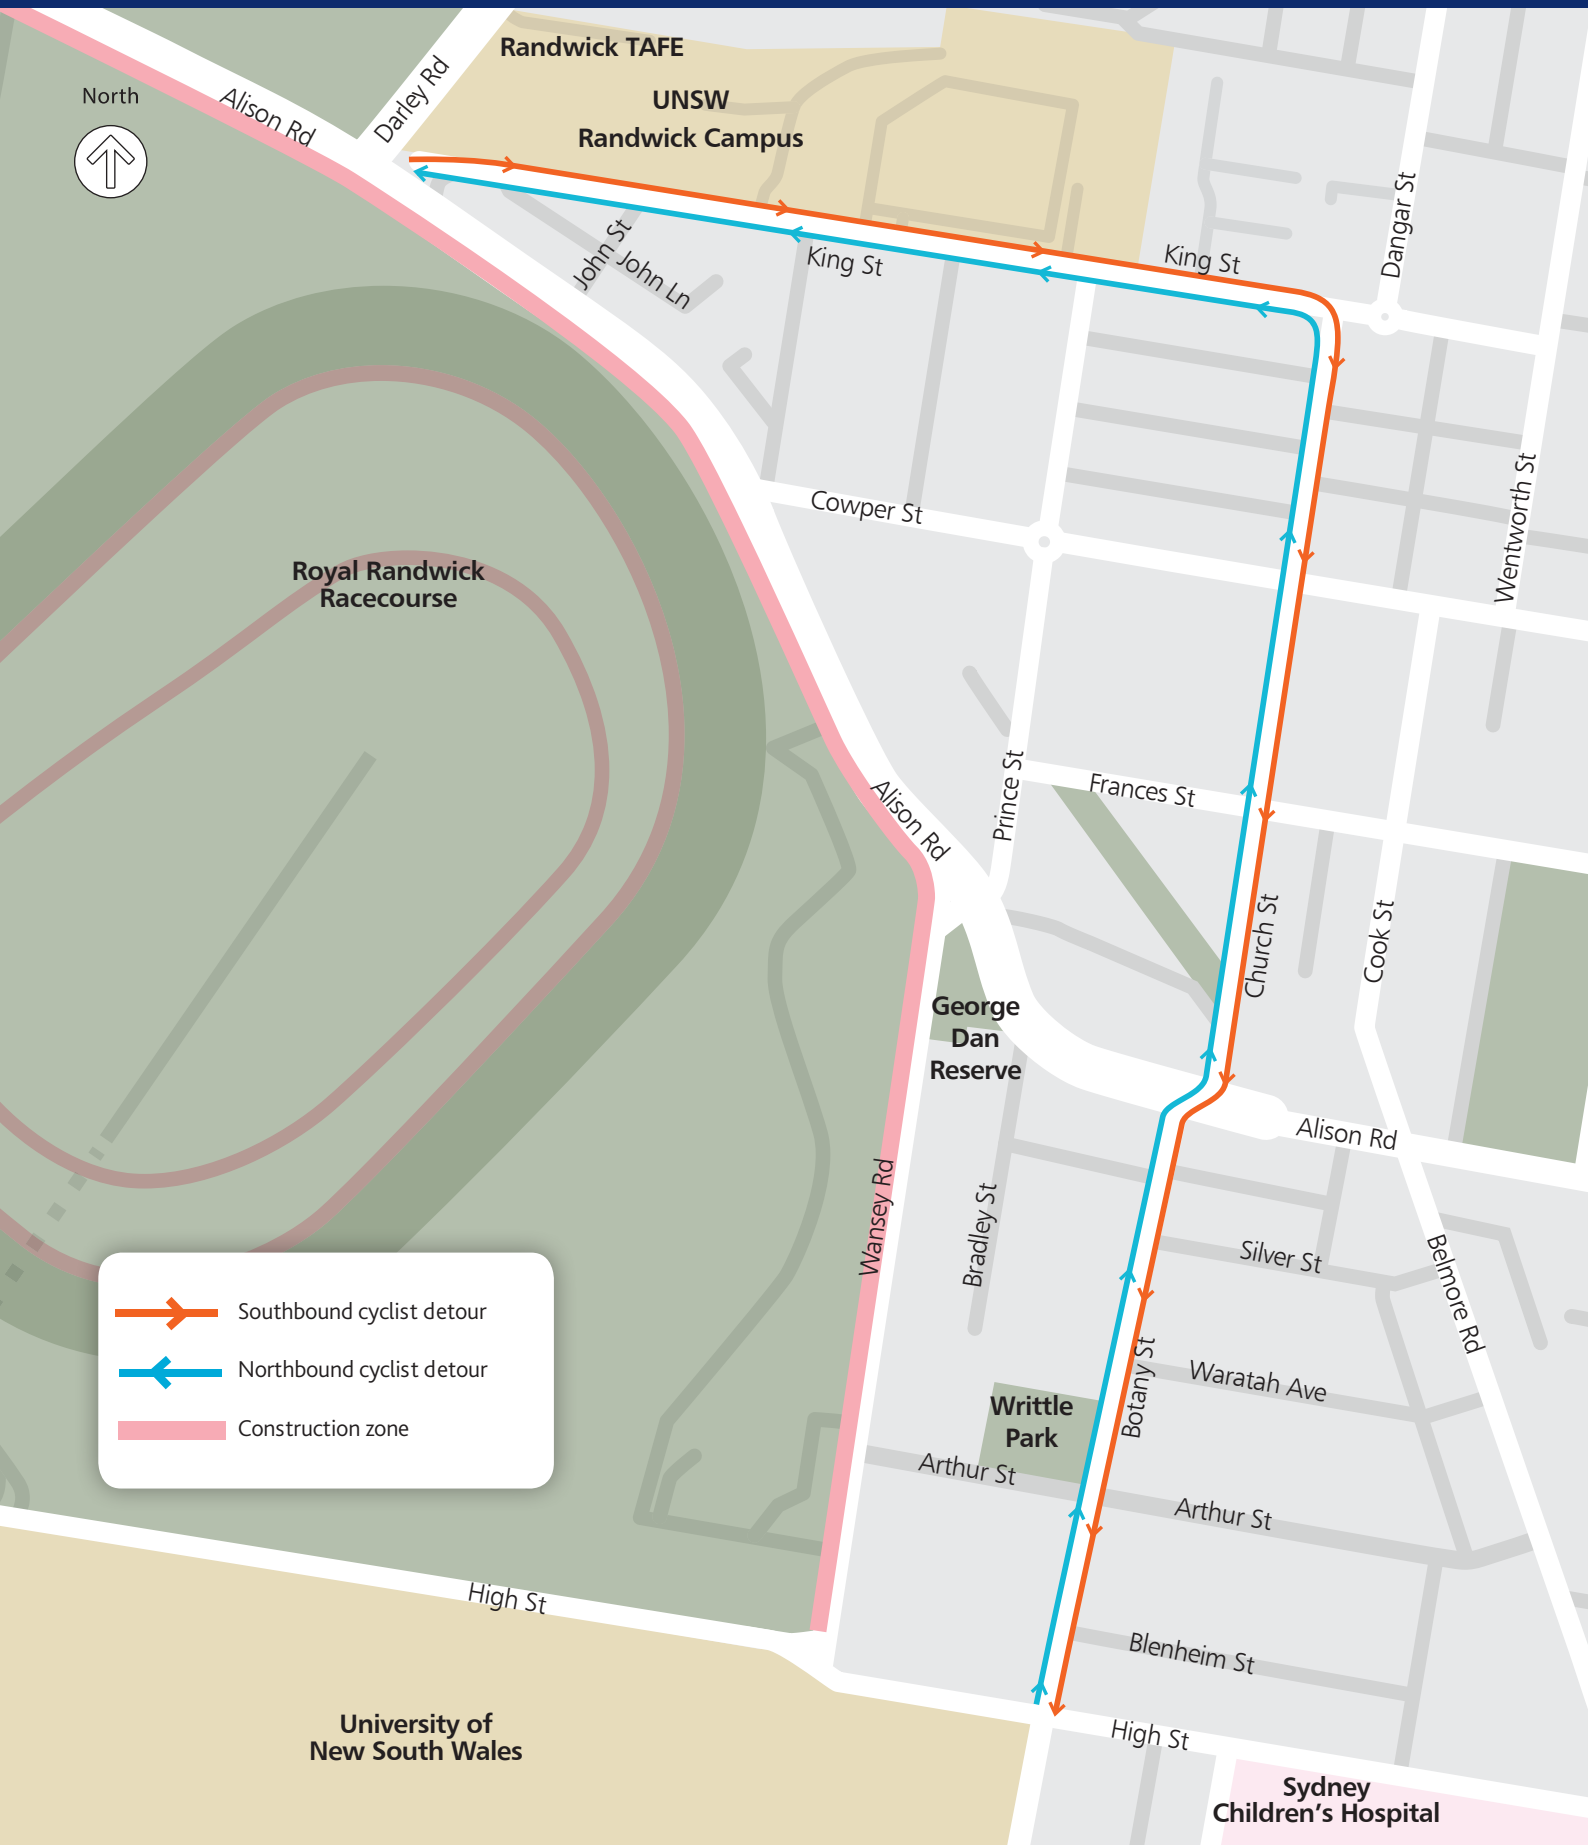 Randwick TAFE
UNSW
Randwick Campus
North
Alison Rd
Darley Rd
Dangar St
John St
John Ln
King St
King St
Cowper St
Wentworth St
Royal Randwick
Racecourse
Prince St
Frances St
Alison Rd
Church St
Cook St
George
Dan
Reserve
Alison Rd
Wansey Rd
Bradley St
Silver St
Belmore Rd
Southbound cyclist detour
Northbound cyclist detour
Construction zone
Botany St
Waratah Ave
Writtle
Park
Arthur St
Arthur St
High St
Blenheim St
University of
New South Wales
High St
Sydney
Children’s Hospital